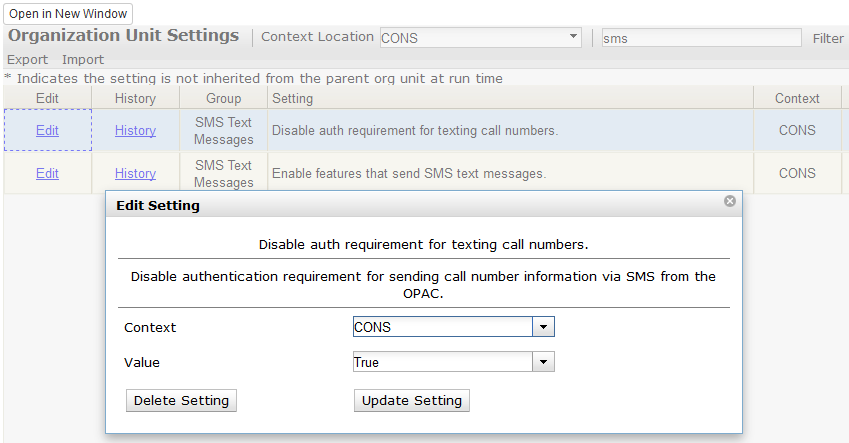 Open in New Window
Organization Unit Settings Context Location CONS sms Filter
Export Import
* Indicates the setting is not inherited from the parent org unit at run time
Edit History Group Setting Context
Edit History SMS Text Messages Disable auth requirement for texting call numbers. CONS
Edit History SMS Text Messages Enable features that send SMS text messages. CONS
Edit Setting
Disable auth requirement for texting call numbers.
Disable authentication requirement for sending call number information via SMS from the
OPAC.
Context CONS
Value True
Delete Setting Update Setting